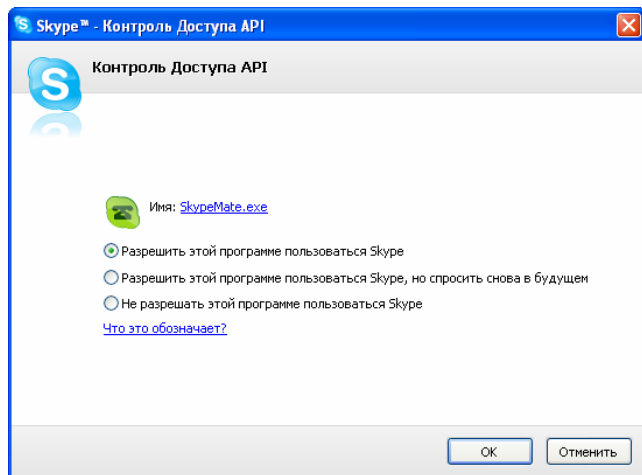 Skype™ - Контроль Доступа API
Контроль Доступа API
Имя: SkypeMate.exe
Разрешить этой программе пользоваться Skype
Разрешить этой программе пользоваться Skype, но спросить снова в будущем
Не разрешать этой программе пользоваться Skype
Что это обозначает?
OK Отменить